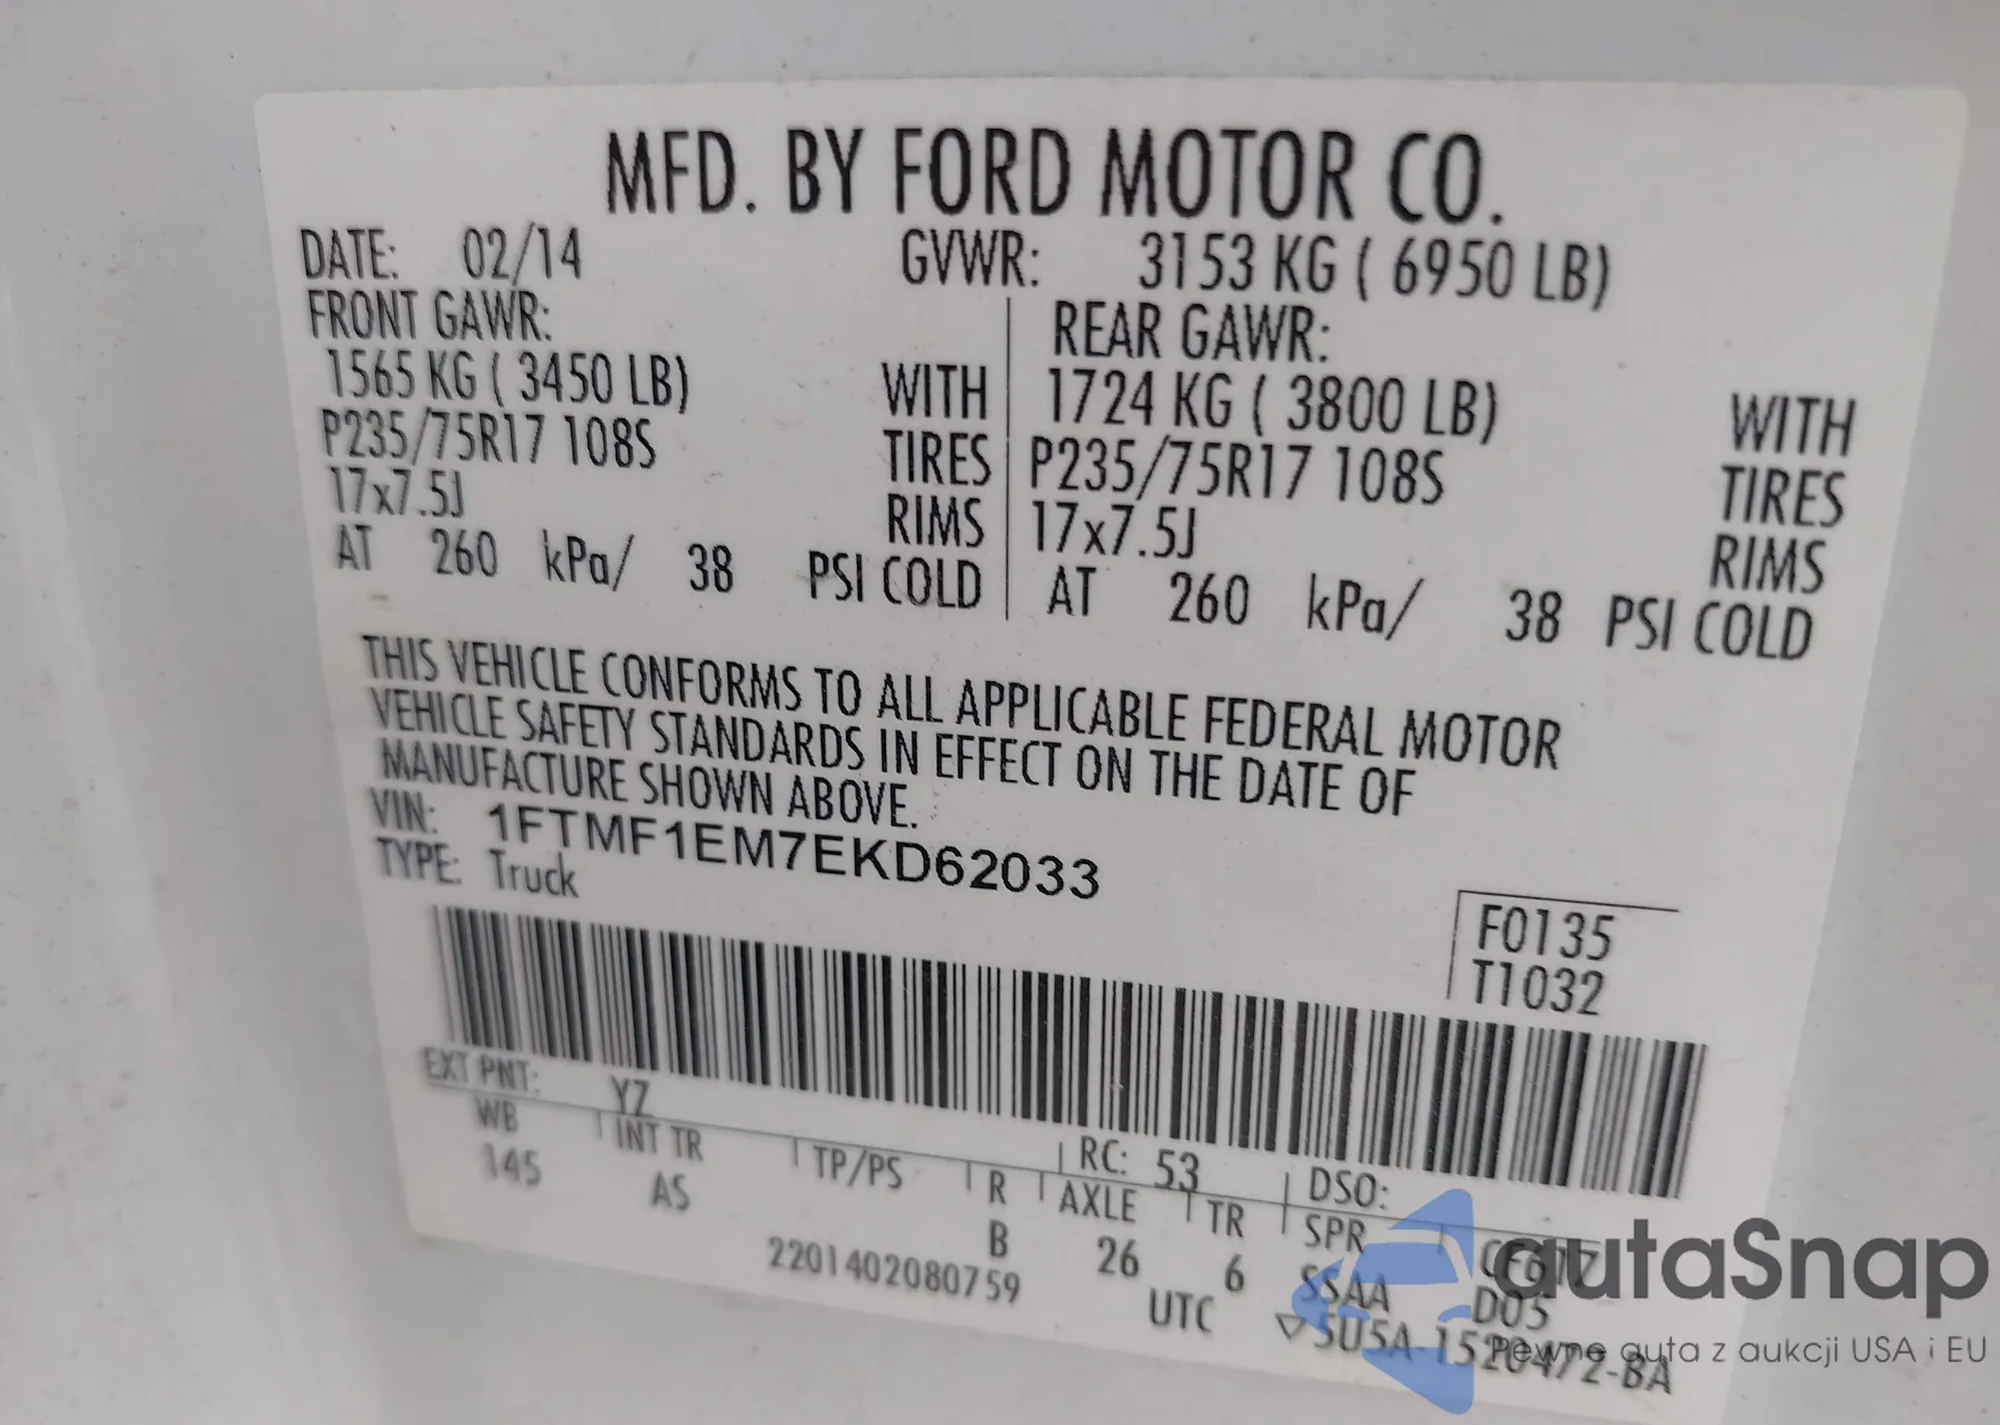 MFD. BY FORD MOTOR CO.
DATE: 02/14 GVWR: 3153 KG ( 6950 LB)
FRONT GAWR: REAR GAWR:
1565 KG ( 3450 LB) WITH 1724 KG ( 3800 LB) WITH
P235/75R17 108S TIRES P235/75R17 108S TIRES
17x7.5J RIMS 17x7.5J RIMS
AT 260 kPa/ 38 PSI COLD AT 260 kPa/ 38 PSI COLD
THIS VEHICLE CONFORMS TO ALL APPLICABLE FEDERAL MOTOR
VEHICLE SAFETY STANDARDS IN EFFECT ON THE DATE OF
MANUFACTURE SHOWN ABOVE.
VIN: 1FTMF1EM7EKD62033
TYPE: Truck
F0135
T1032
EXT PNT: YZ RC: 53 DSO:
WB INT TR TP/PS R AXLE TR SPR
145 AS B 26 6 SSAA
D05
2201402080759 UTC ▽ 5U5A-1520472-BA
autaSnap
Pewne auta z aukcji USA i EU